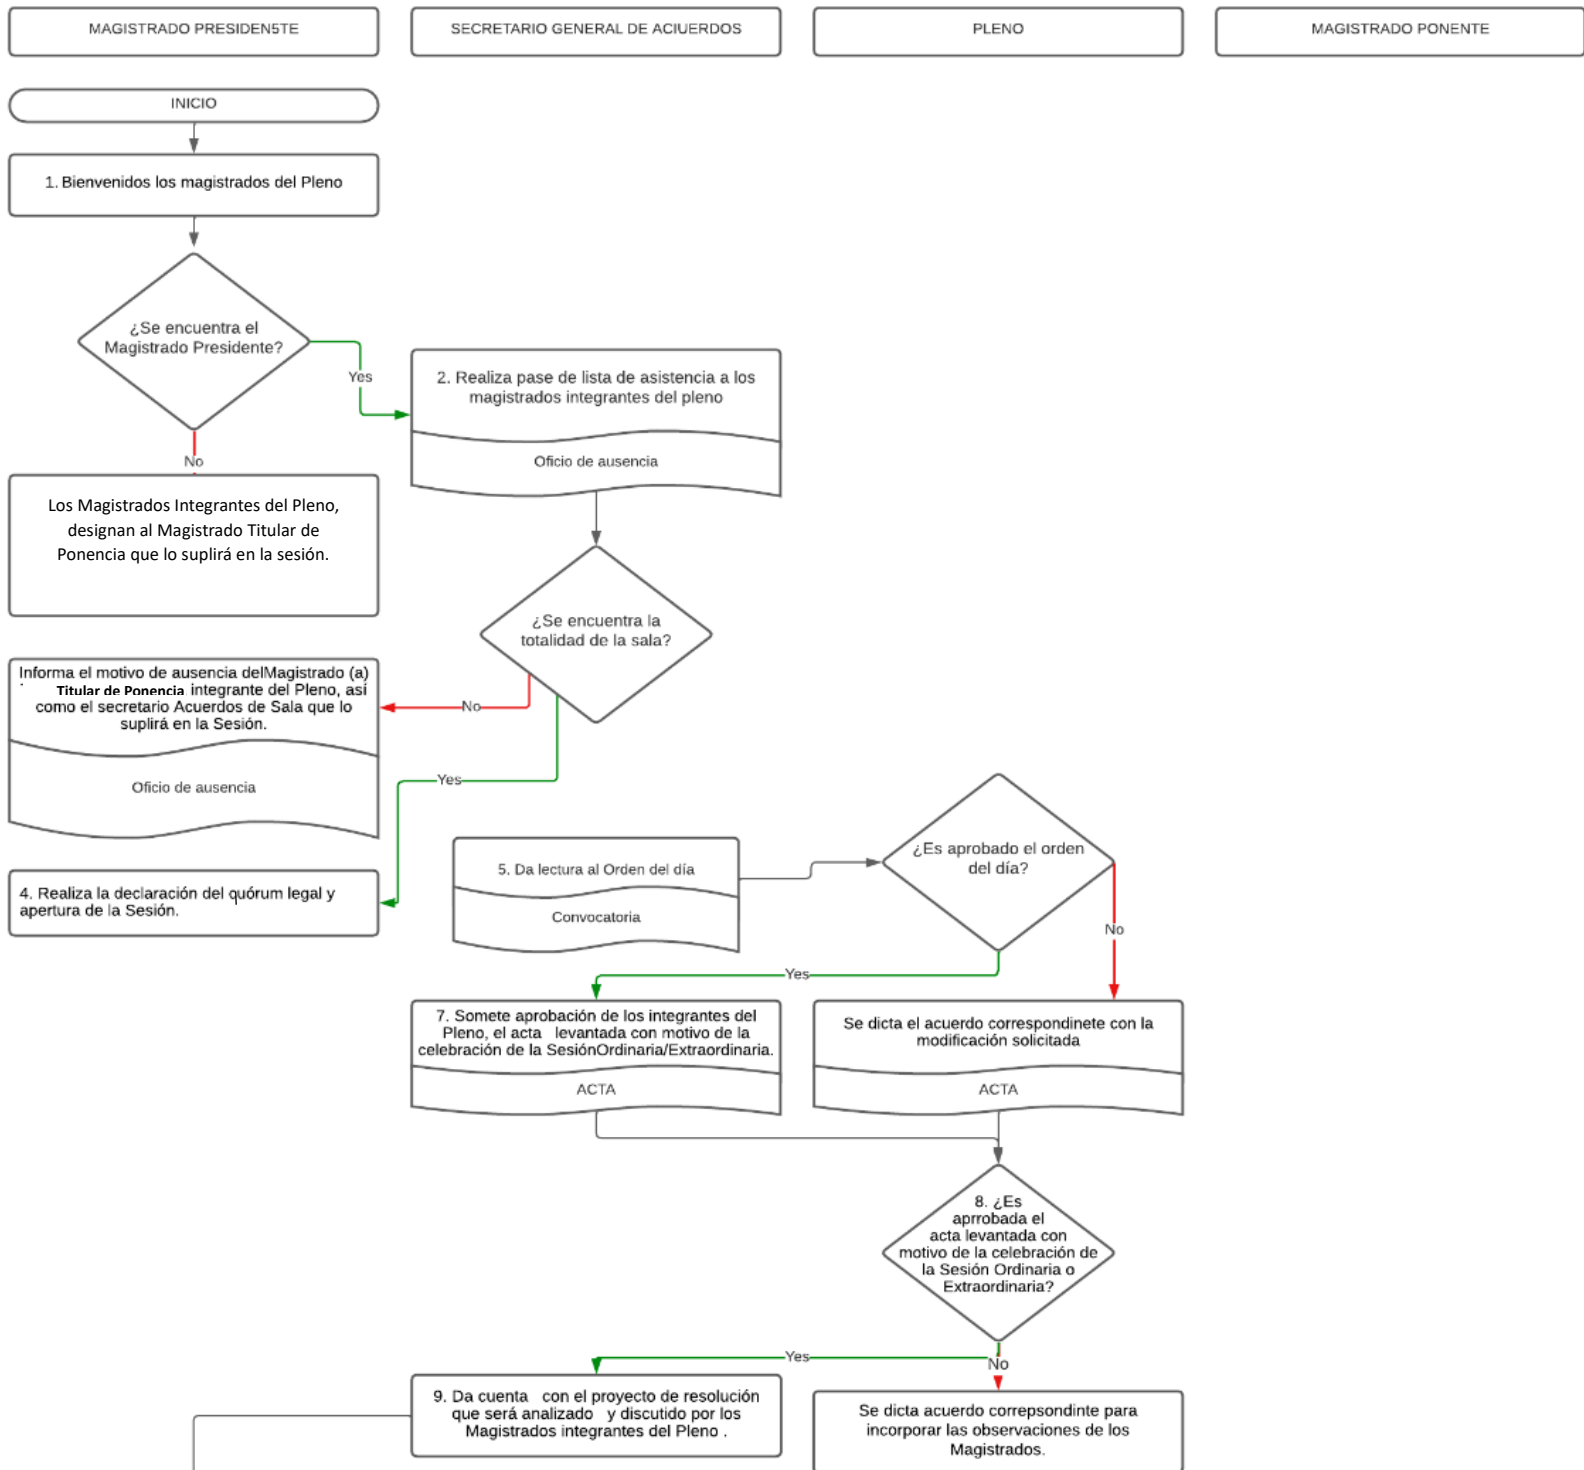 MAGISTRADO PRESIDEN5TE
SECRETARIO GENERAL DE ACIUERDOS
PLENO
MAGISTRADO PONENTE
INICIO
1. Bienvenidos los magistrados del Pleno
¿Se encuentra el
Magistrado Presidente?
Yes
No
2. Realiza pase de lista de asistencia a los
magistrados integrantes del pleno
Oficio de ausencia
Los Magistrados Integrantes del Pleno,
designan al Magistrado Titular de
Ponencia que lo suplirá en la sesión.
¿Se encuentra la
totalidad de la sala?
No
Yes
Informa el motivo de ausencia delMagistrado (a)
Titular de Ponencia integrante del Pleno, así
como el secretario Acuerdos de Sala que lo
suplirá en la Sesión.
Oficio de ausencia
4. Realiza la declaración del quórum legal y
apertura de la Sesión.
5. Da lectura al Orden del día
Convocatoria
¿Es aprobado el orden
del día?
No
Yes
7. Somete aprobación de los integrantes del
Pleno, el acta levantada con motivo de la
celebración de la SesiónOrdinaria/Extraordinaria.
ACTA
Se dicta el acuerdo correspondinete con la
modificación solicitada
ACTA
8. ¿Es
aprrobada el
acta levantada con
motivo de la celebración de
la Sesión Ordinaria o
Extraordinaria?
Yes
No
9. Da cuenta con el proyecto de resolución
que será analizado y discutido por los
Magistrados integrantes del Pleno .
Se dicta acuerdo correpsondinte para
incorporar las observaciones de los
Magistrados.